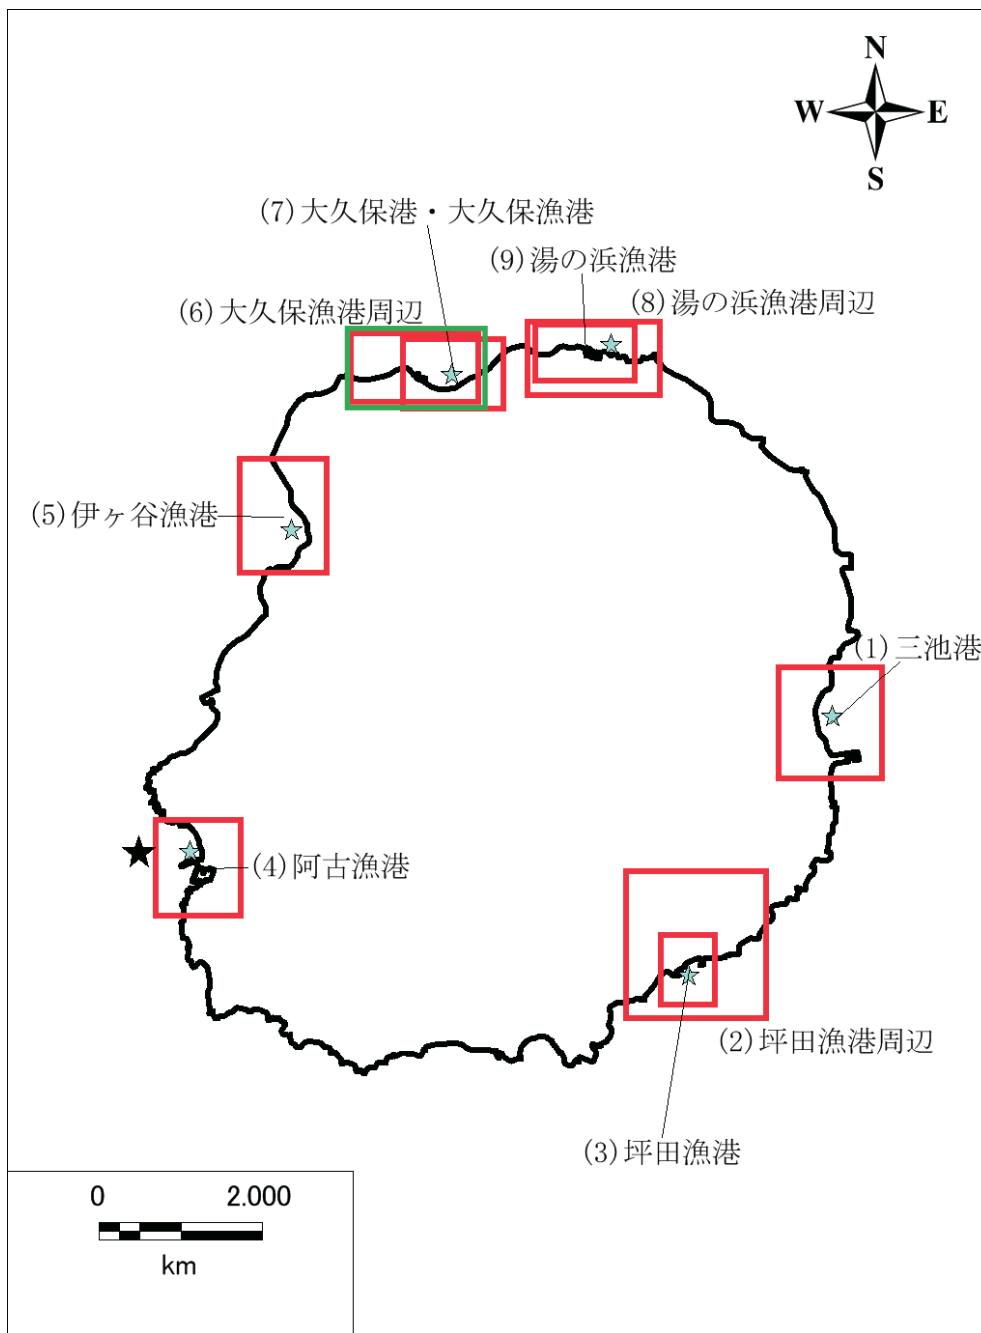 N
W E
S
(7)大久保港・大久保漁港
(9)湯の浜漁港
(8)湯の浜漁港周辺
(6)大久保漁港周辺
(5)伊ヶ谷漁港
(1)三池港
(4)阿古漁港
(2)坪田漁港周辺
(3)坪田漁港
0 2.000
km